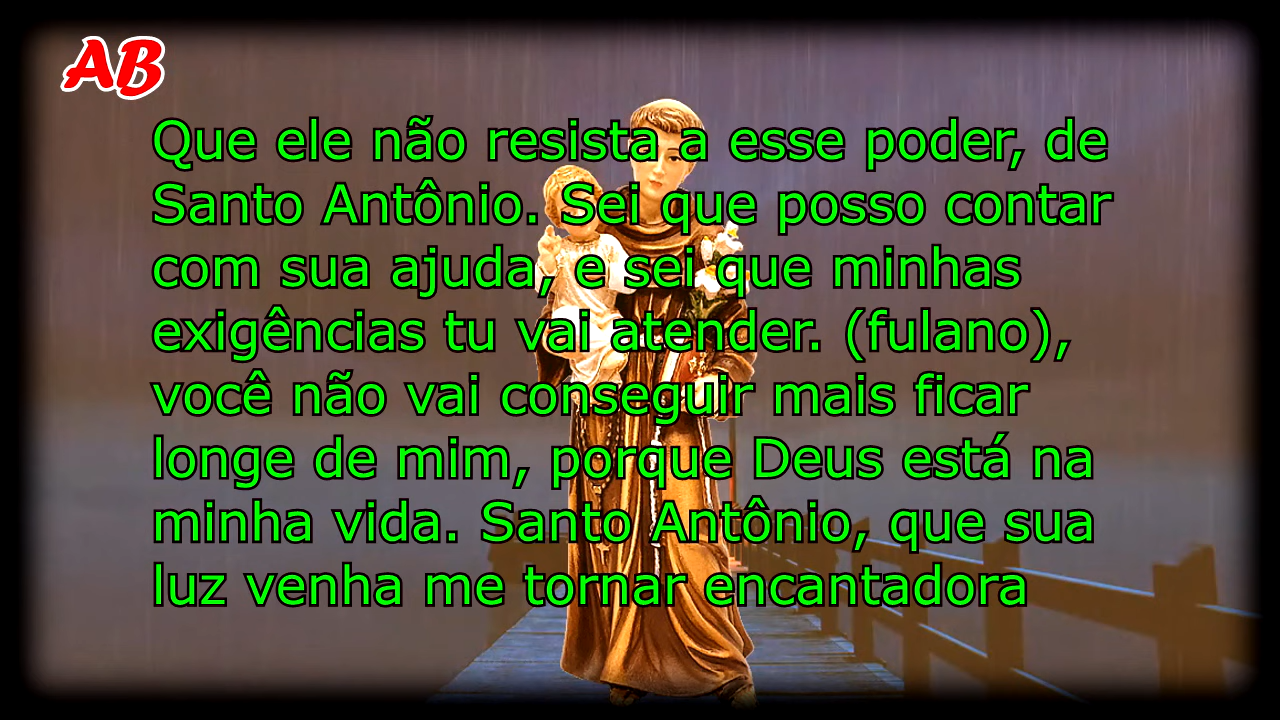 AB
Que ele não resista a esse poder, de
Santo Antônio. Sei que posso contar
com sua ajuda, e sei que minhas
exigências tu vai atender. (fulano),
você não vai conseguir mais ficar
longe de mim, porque Deus está na
minha vida. Santo Antônio, que sua
luz venha me tornar encantadora